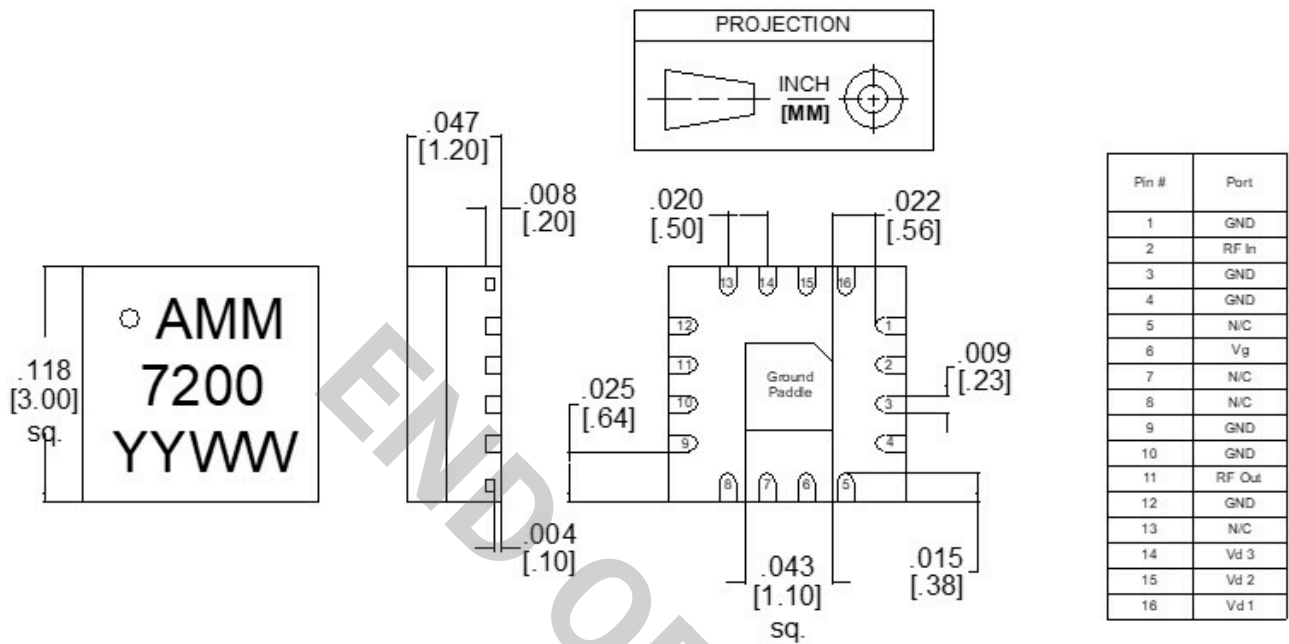 PROJECTION
INCH
[MM]
.047
[1.20]
.008
[.20]
.020
[.50]
.022
[.56]
.118
[3.00]
sq.
AMM
7200
YYWW
.025
[.64]
.009
[.23]
.004
[.10]
.043
[1.10]
sq.
.015
[.38]
13 14 15 16
12 1
11 2
10 3
9 4
8 7 6 5
Ground
Paddle
Pin # Port
1 GND
2 RF In
3 GND
4 GND
5 N/C
6 Vg
7 N/C
8 N/C
9 GND
10 GND
11 RF Out
12 GND
13 N/C
14 Vd 3
15 Vd 2
16 Vd 1
END